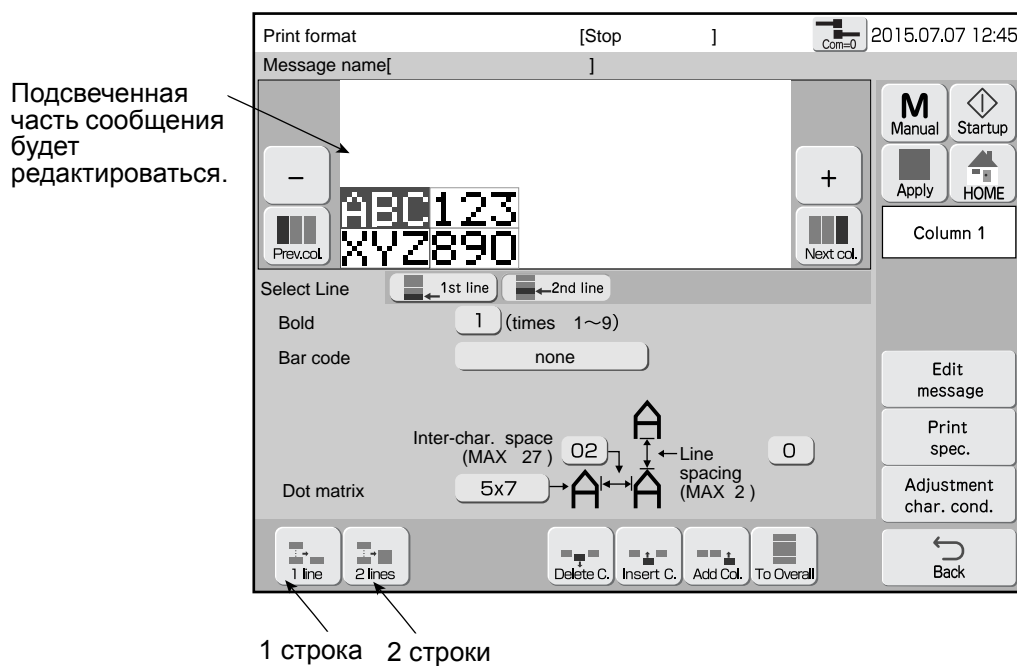 Print format [Stop ] Com=0 2015.07.07 12:45
Message name[ ]
Подсвеченная
часть сообщения
будет
редактироваться.
M
Manual
Startup
Apply
HOME
Column 1
−
+
Prev.col.
Next col.
ABC123
XYZ890
Select Line 1st line 2nd line
Bold 1 (times 1～9)
Bar code none
Inter-char. space
(MAX 27) 02
Line
spacing
(MAX 2) 0
Dot matrix 5x7
Edit
message
Print
spec.
Adjustment
char. cond.
Back
1 line
2 lines
Delete C.
Insert C.
Add Col.
To Overall
1 строка 2 строки